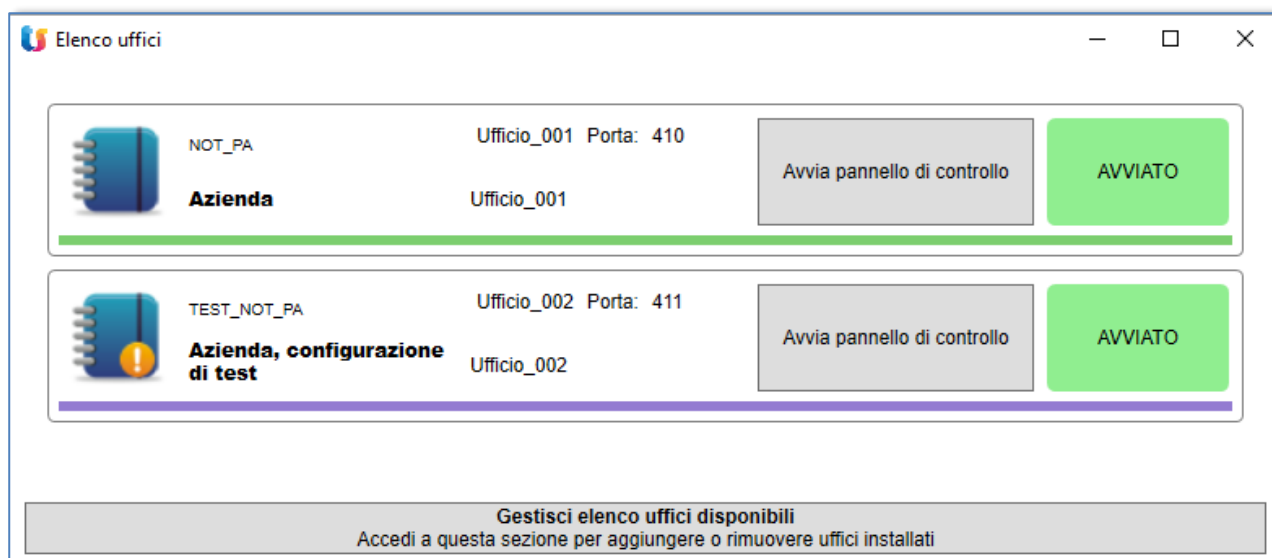 Elenco uffici
NOT_PA
Ufficio_001 Porta: 410
Azienda
Ufficio_001
Avvia pannello di controllo
AVVIATO
TEST_NOT_PA
Ufficio_002 Porta: 411
Azienda, configurazione
di test
Ufficio_002
Avvia pannello di controllo
AVVIATO
Gestisci elenco uffici disponibili
Accedi a questa sezione per aggiungere o rimuovere uffici installati